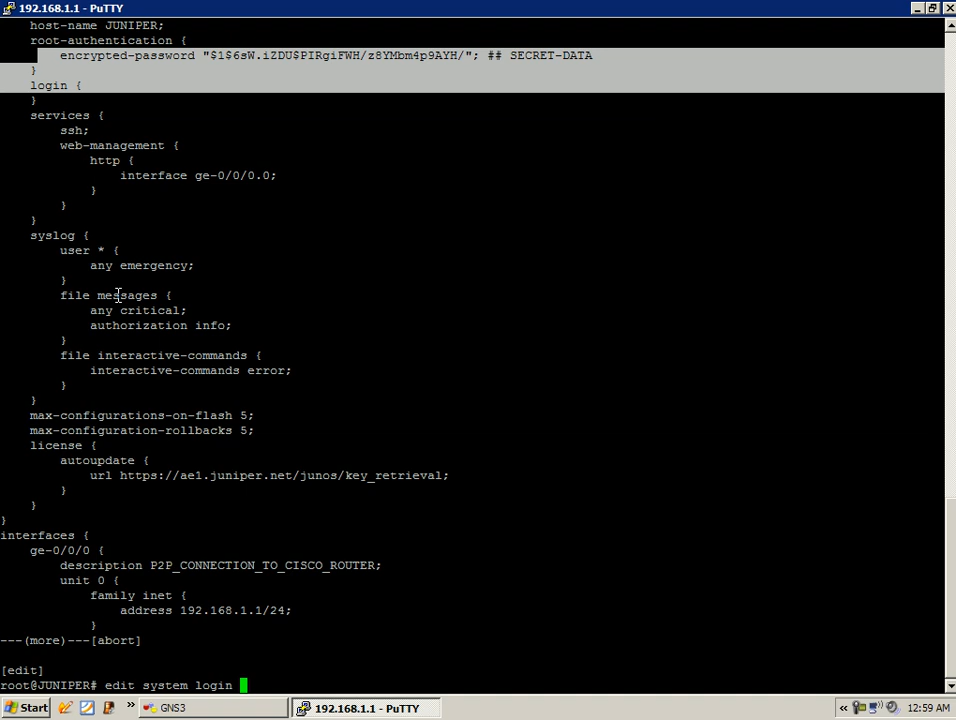 192.168.1.1 - PuTTY
host-name JUNIPER;
root-authentication {
encrypted-password "$1$6sW.iZDU$PIRgiFWH/z8YMbm4p9AYH/"; ## SECRET-DATA
}
login {
}
services {
ssh;
web-management {
http {
interface ge-0/0/0.0;
}
}
}
syslog {
user * {
any emergency;
}
file messages {
any critical;
authorization info;
}
file interactive-commands {
interactive-commands error;
}
}
max-configurations-on-flash 5;
max-configuration-rollbacks 5;
license {
autoupdate {
url https://ae1.juniper.net/junos/key_retrieval;
}
}
}
interfaces {
ge-0/0/0 {
description P2P_CONNECTION_TO_CISCO_ROUTER;
unit 0 {
family inet {
address 192.168.1.1/24;
}
---(more)---[abort]
[edit]
root@JUNIPER# edit system login
Start » GNS3 192.168.1.1 - PuTTY « 12:59 AM